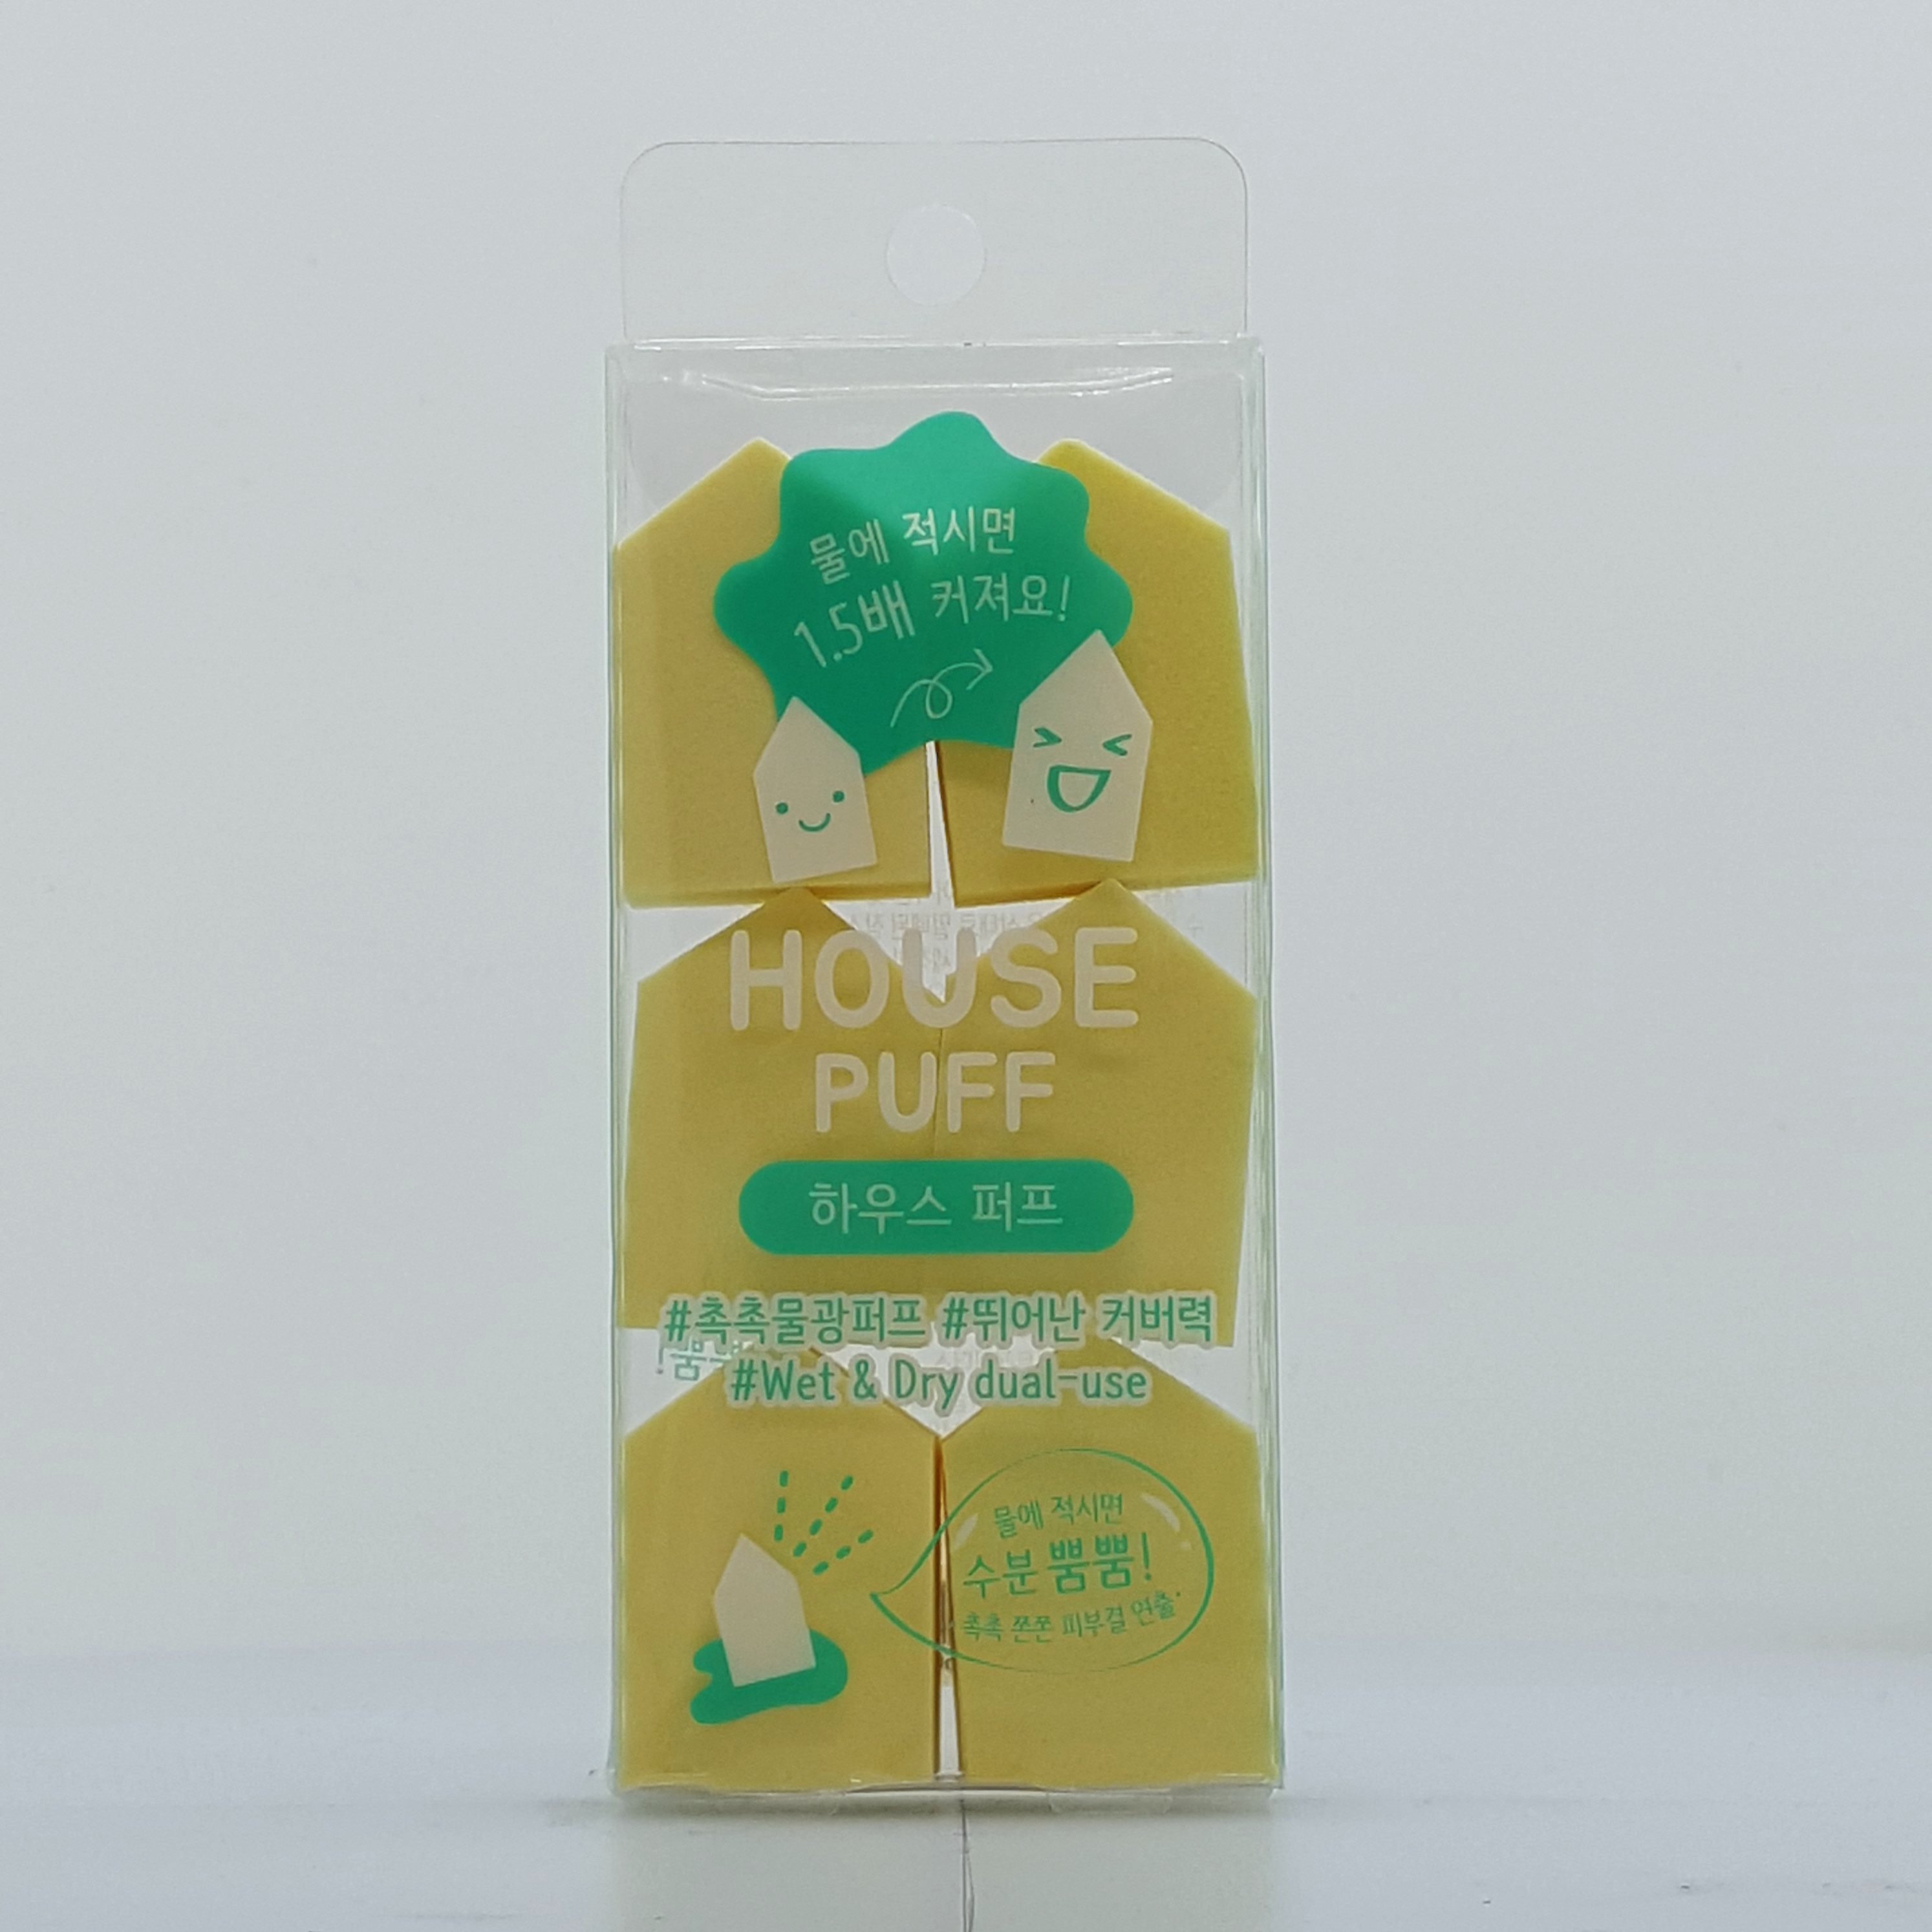 물에 적시면
1.5배 커져요!
HOUSE
PUFF
하우스 퍼프
#촉촉물광퍼프 #뛰어난 커버력
#Wet & Dry dual-use
물에 적시면
수분 뿜뿜!
촉촉 쫀쫀 피부결 연출